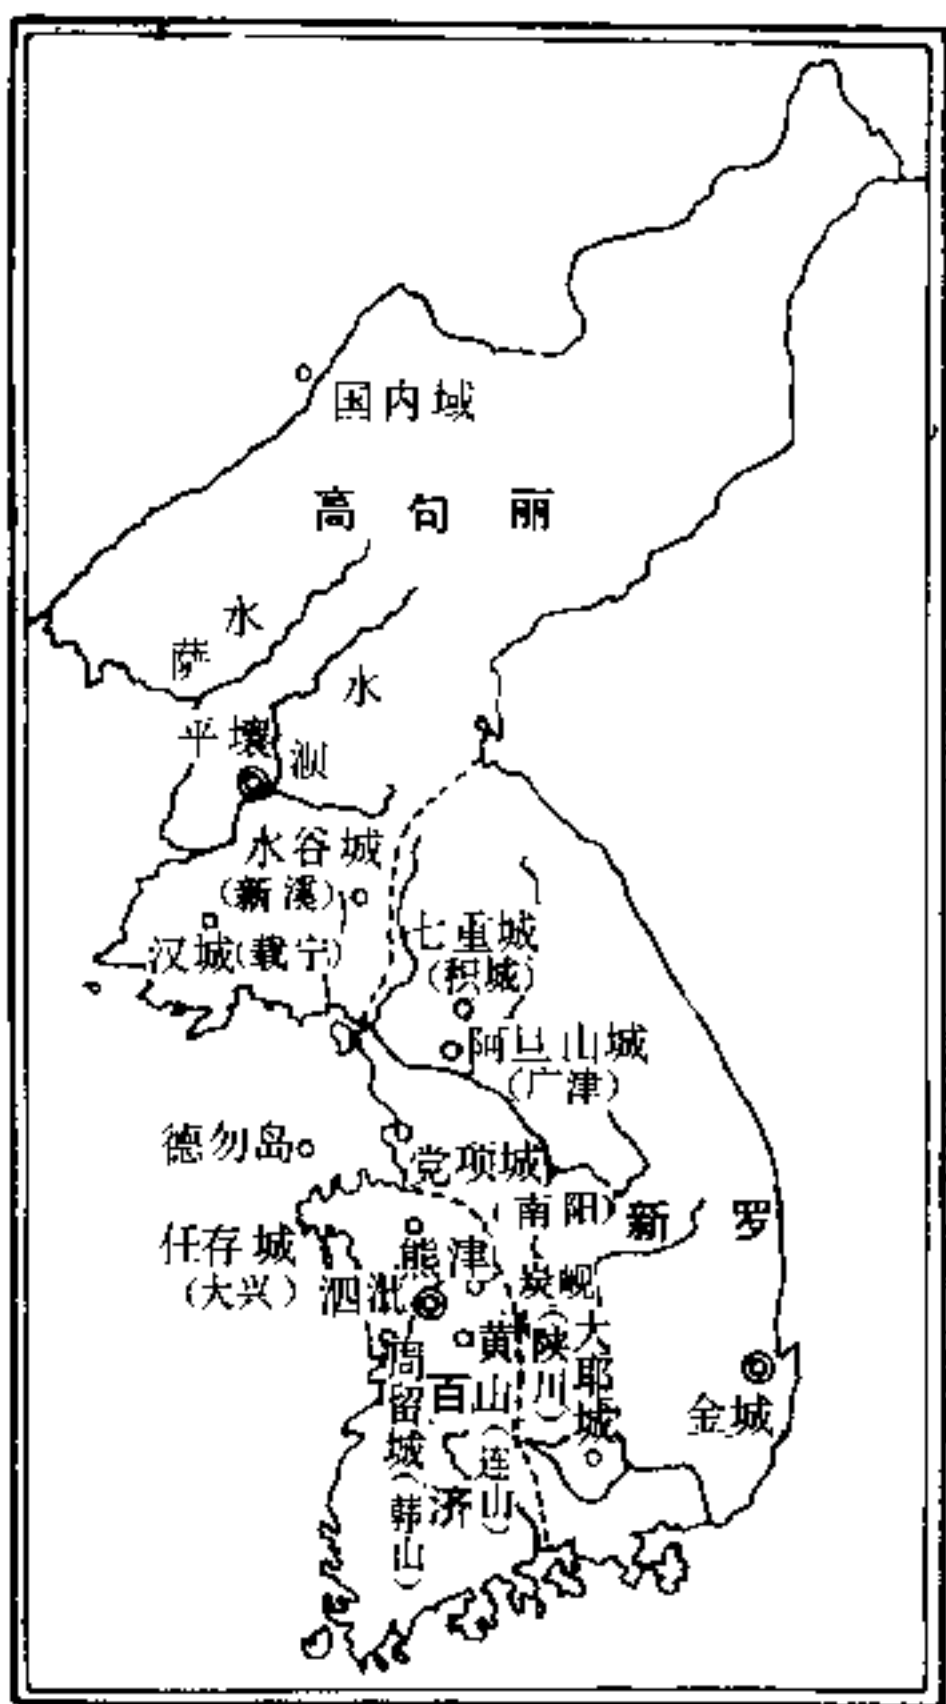 国内域
高句丽
萨水
浿水
平壤
水谷城
(新溪)
汉城(载宁)
七重城
(积城)
阿旦山城
(广津)
德勿岛
党项城
(南阳)
新罗
任存城
(大兴)
熊津
泗沘
炭岘
大耶城
(陕川)
黄山
(连山)
周留城
(韩山)
百济
金城